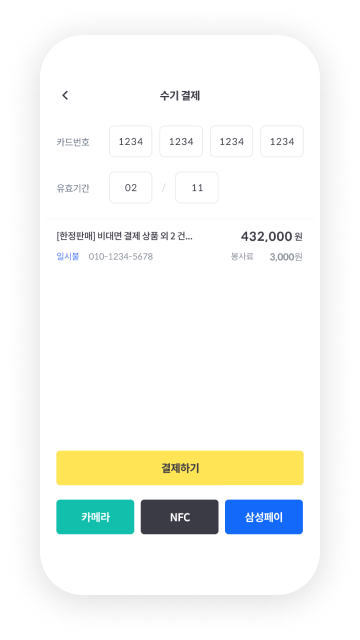 수기 결제
카드번호 1234 1234 1234 1234
유효기간 02 / 11
[한정판매] 비대면 결제 상품 외 2 건... 432,000 원
일시불 010-1234-5678 봉사료 3,000원
결제하기
카메라 NFC 삼성페이